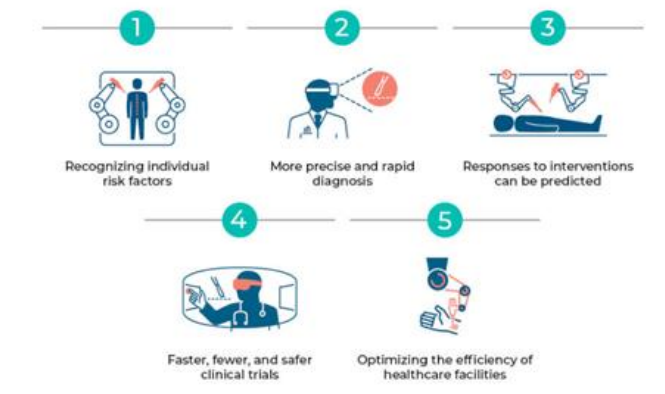 1
2
3
Recognizing individual
risk factors
More precise and rapid
diagnosis
Responses to interventions
can be predicted
4
5
Faster, fewer, and safer
clinical trials
Optimizing the efficiency of
healthcare facilities